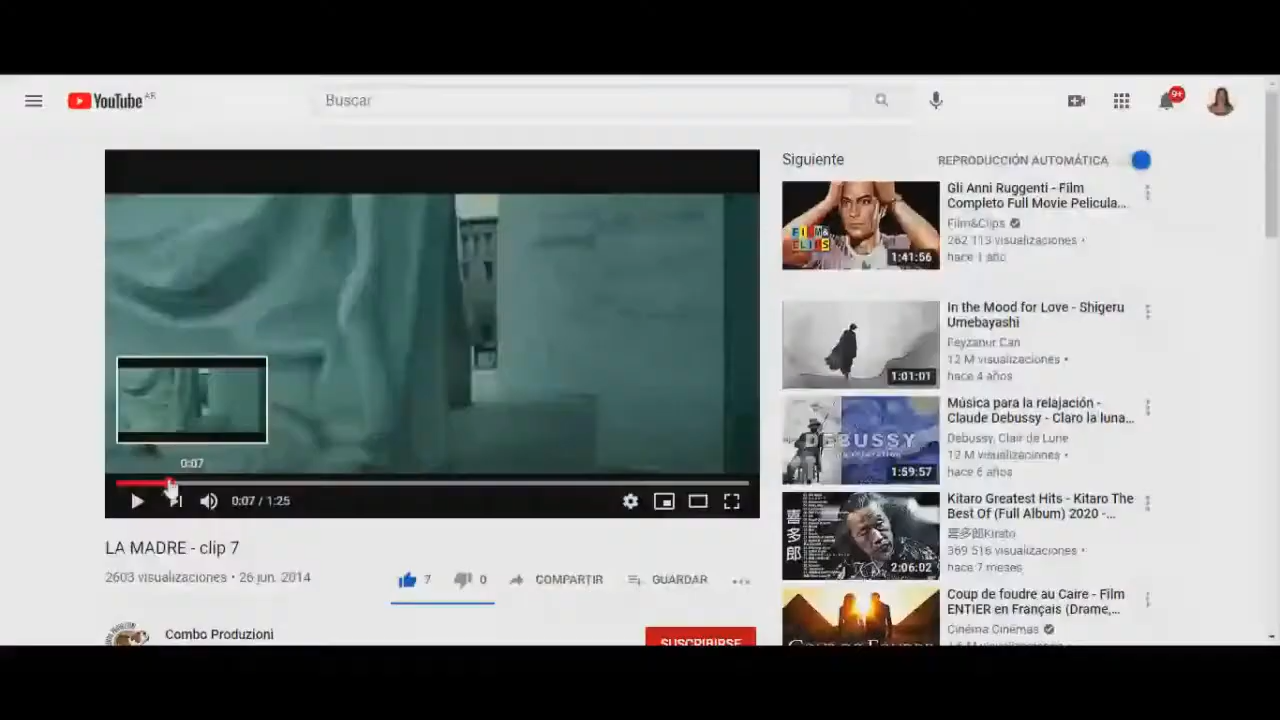 YouTube AR
Buscar
9+
Siguiente
REPRODUCCIÓN AUTOMÁTICA
0:07
0:07 / 1:25
LA MADRE - clip 7
2603 visualizaciones • 26 jun. 2014
7
0
COMPARTIR
GUARDAR
Combo Produzioni
SUSCRIBIRSE
FILM& CLIPS
1:41:56
Gli Anni Ruggenti - Film
Completo Full Movie Pelicula...
Film&Clips
262 113 visualizaciones •
hace 1 año
1:01:01
In the Mood for Love - Shigeru
Umebayashi
Feyzanur Can
12 M visualizaciones •
hace 4 años
DEBUSSY
1:59:57
Música para la relajación -
Claude Debussy - Claro la luna...
Debussy, Clair de Lune
12 M visualizaciones •
hace 6 años
喜多郎
2:06:02
Kitaro Greatest Hits - Kitaro The
Best Of (Full Album) 2020 -...
喜多郎Kirato
369 516 visualizaciones •
hace 7 meses
Coup de foudre au Caire - Film
ENTIER en Français (Drame,...
Cinéma Cinémas